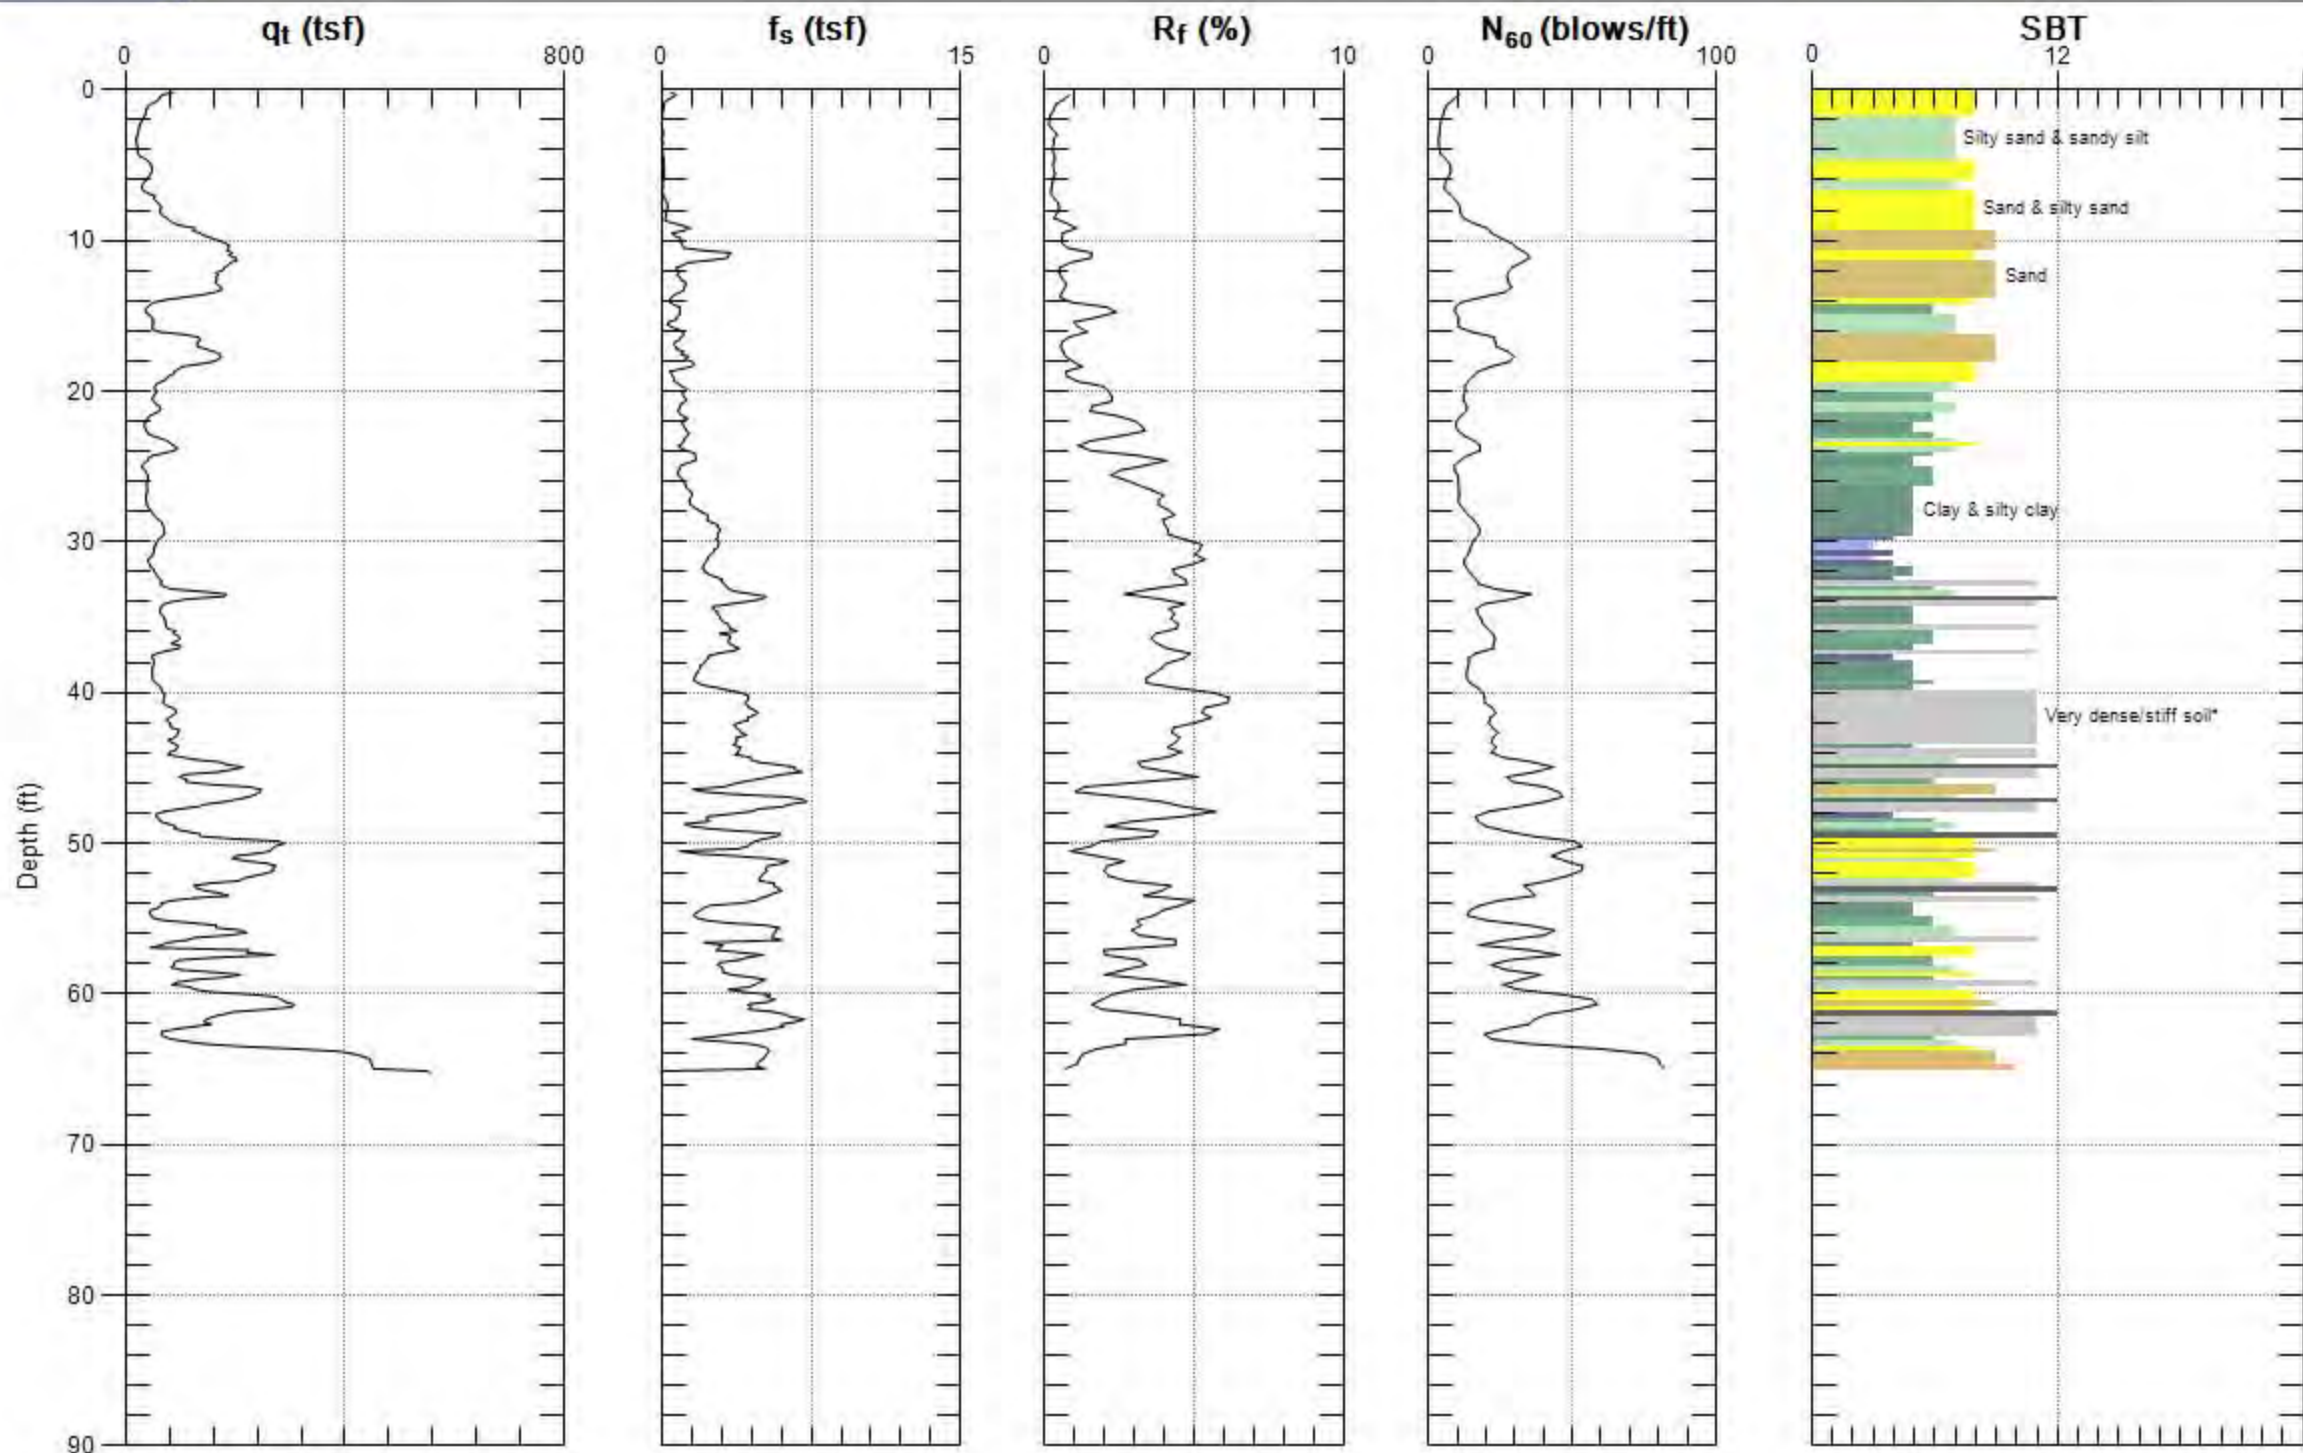 qt (tsf) fs (tsf) Rf (%) N60 (blows/ft) SBT
0 800 0 15 0 10 0 100 0 12
0
Silty sand & sandy silt
Sand & silty sand
10
Sand
20
Clay & silty clay
30
40
Very dense/stiff soil*
Depth (ft)
50
60
70
80
90